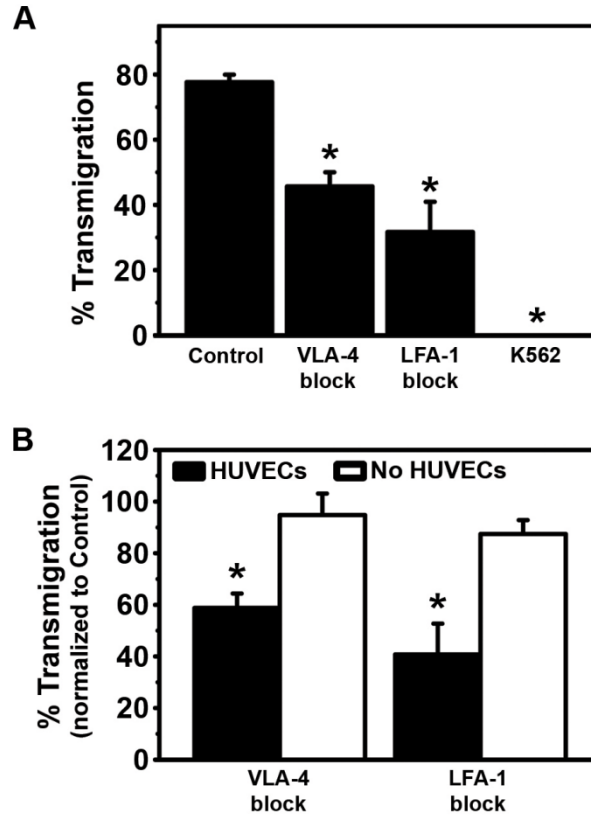 A
% Transmigration
80
60
40
20
0
*
*
*
Control
VLA-4
block
LFA-1
block
K562
B
% Transmigration
(normalized to Control)
120
100
80
60
40
20
0
HUVECs
No HUVECs
*
*
VLA-4
block
LFA-1
block